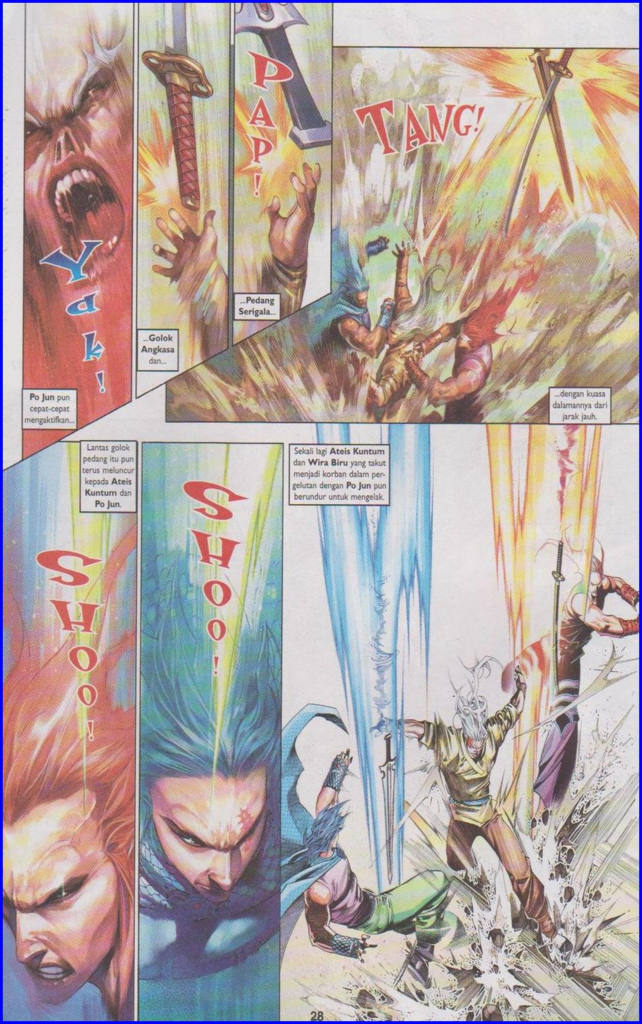 Yak!
Po Jun pun
cepat-cepat
mengaktifkan...
...Golok
Angkasa
dan...
PAP!
...Pedang
Serigala...
TANG!
...dengan kuasa
dalamannya dari
jarak jauh.
Lantas golok
pedang itu pun
terus meluncur
kepada Ateis
Kuntum dan
Po Jun.
SHOO!
SHOO!
Sekali lagi Ateis Kuntum
dan Wira Biru yang takut
menjadi korban dalam per-
gelutan dengan Po Jun pun
berundur untuk mengelak.
28